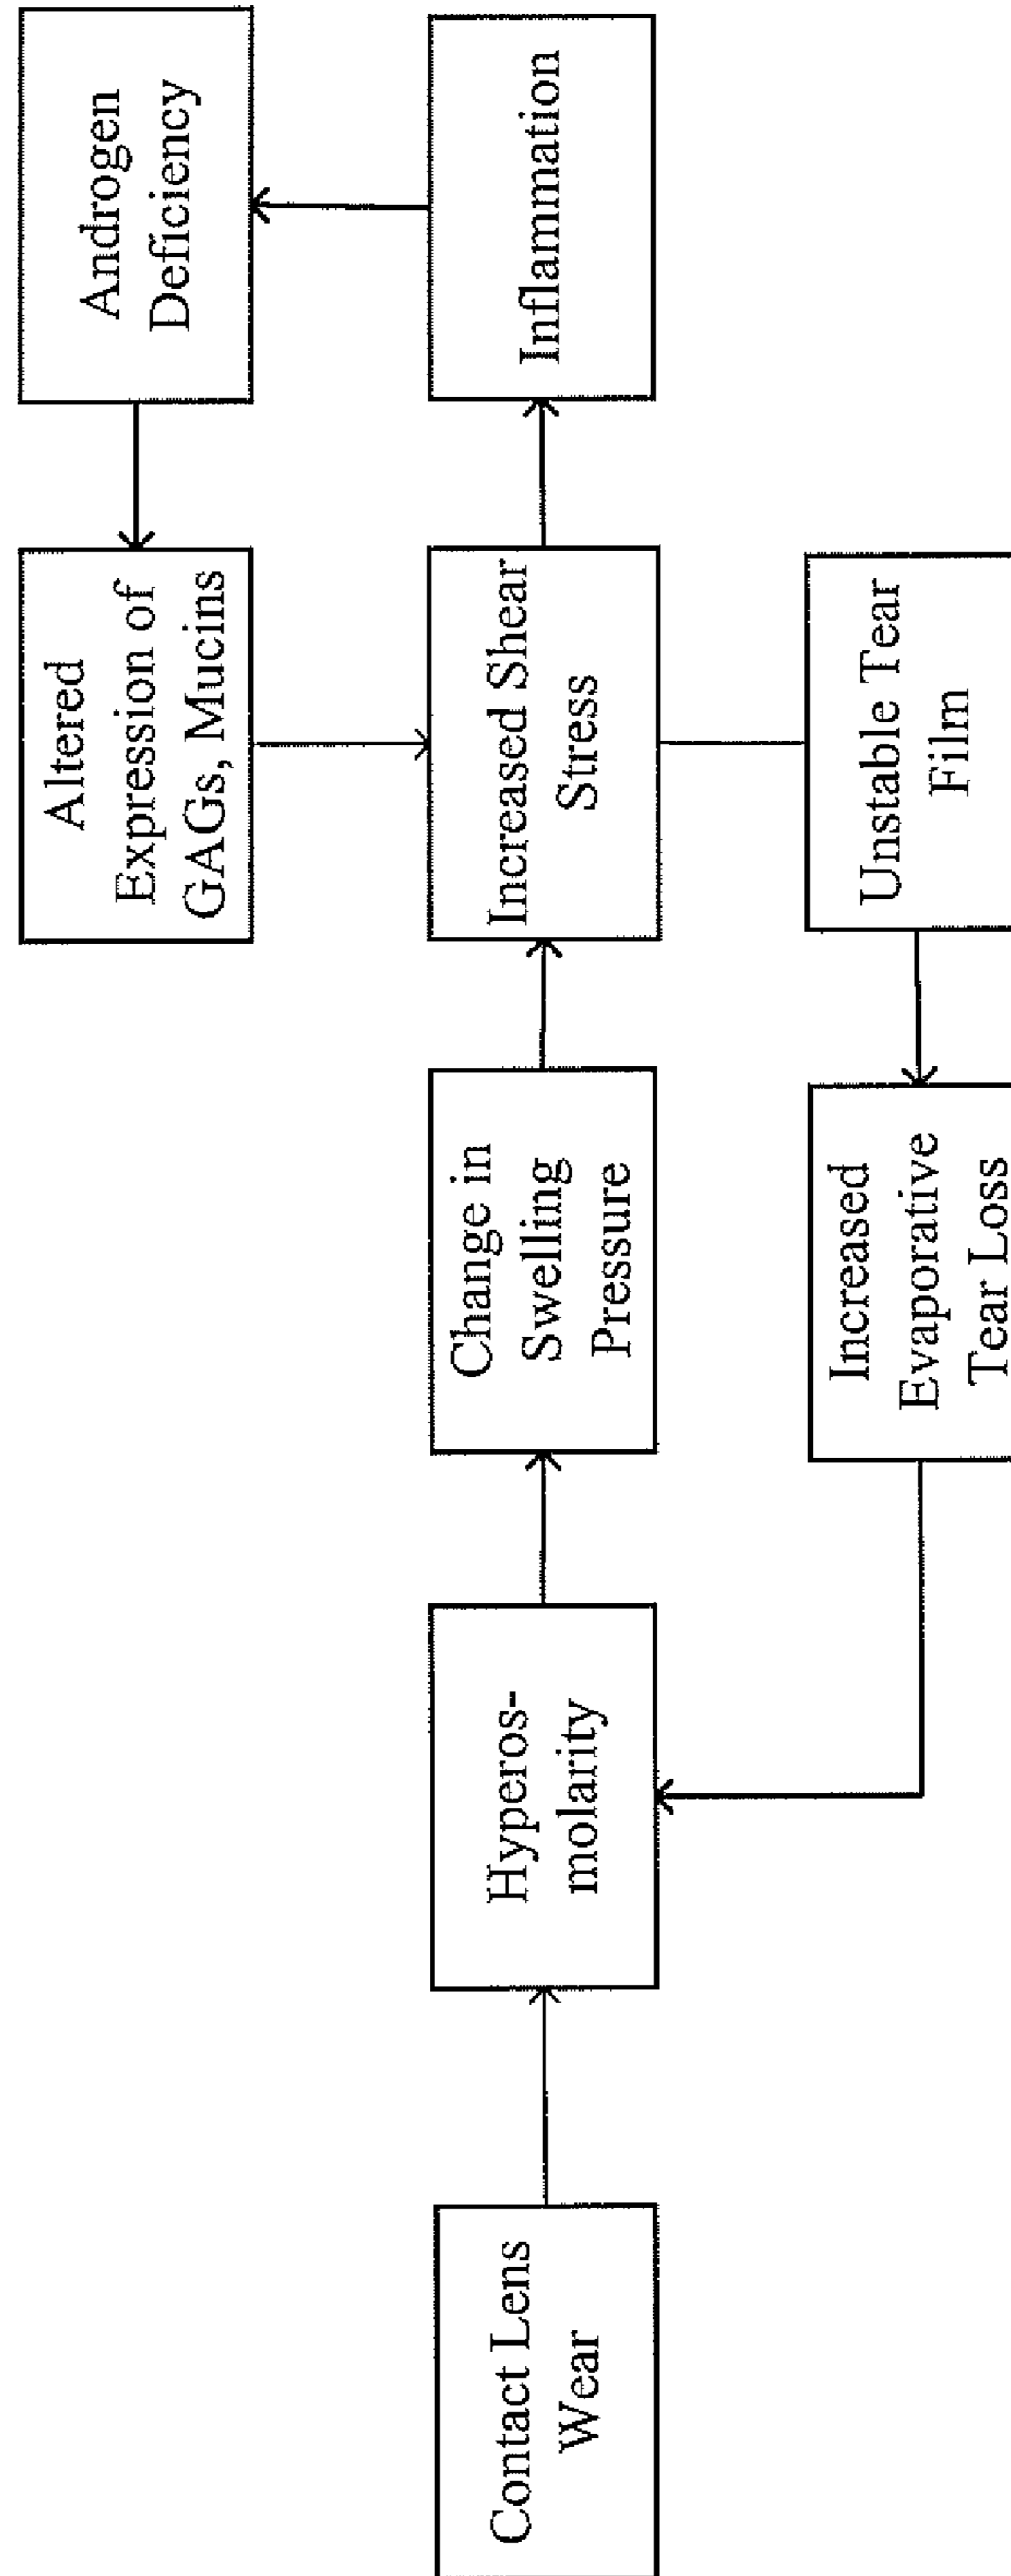 Contact Lens
Wear
Hyperos-
molarity
Change in
Swelling
Pressure
Increased Shear
Stress
Inflammation
Androgen
Deficiency
Altered
Expression of
GAGs, Mucins
Unstable Tear
Film
Increased
Evaporative
Tear Loss